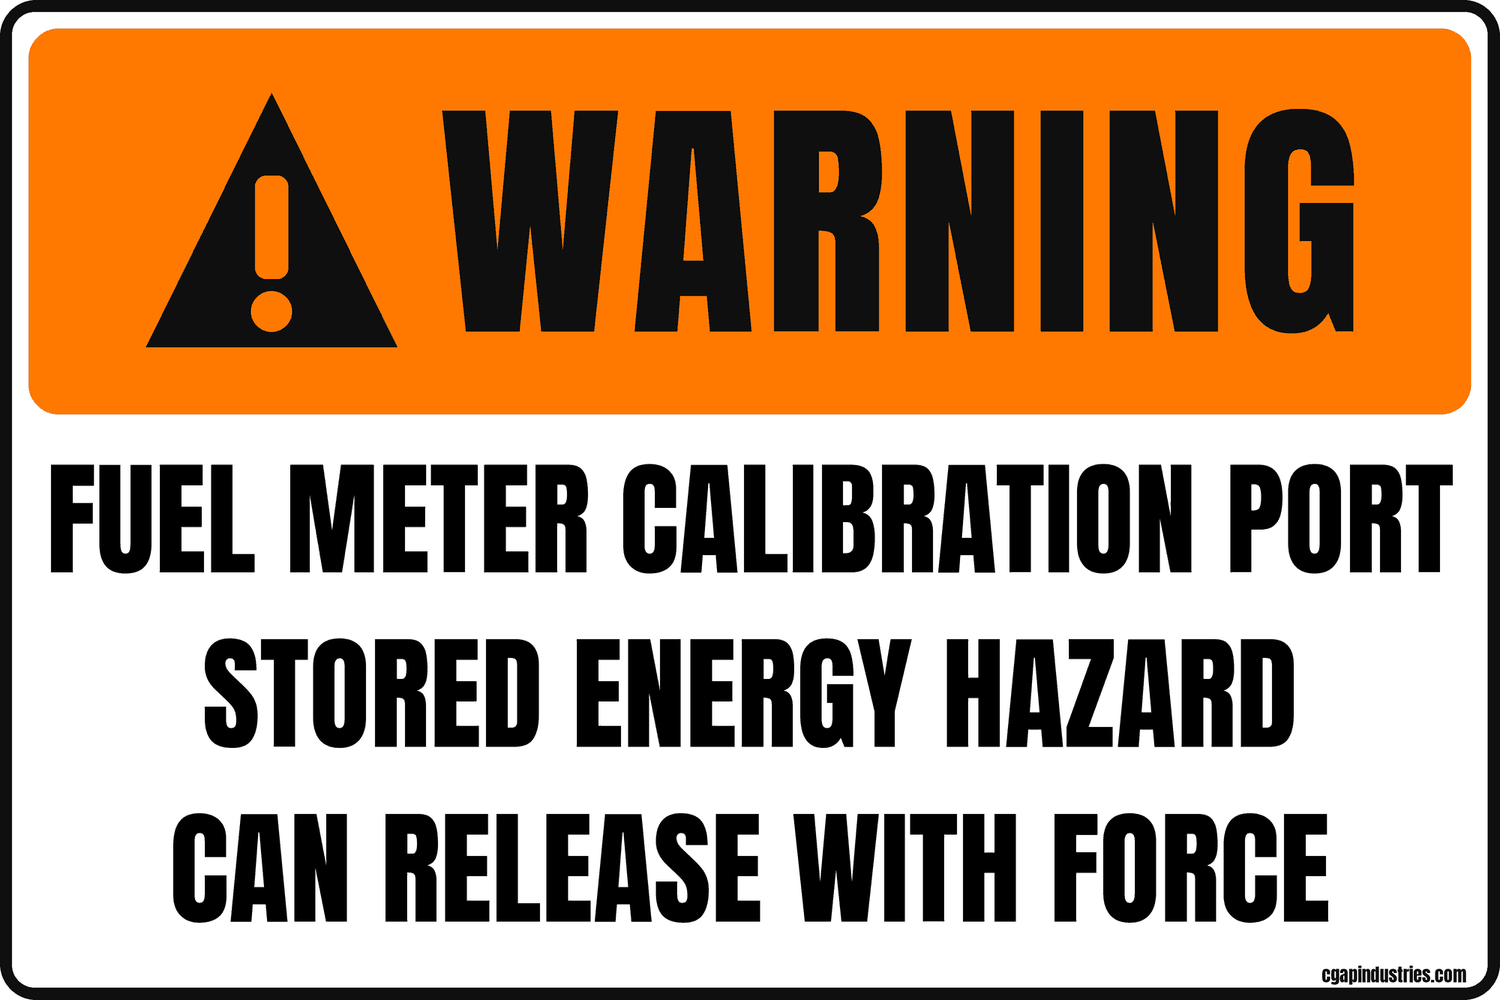 WARNING
FUEL METER CALIBRATION PORT
STORED ENERGY HAZARD
CAN RELEASE WITH FORCE
cgapindustries.com